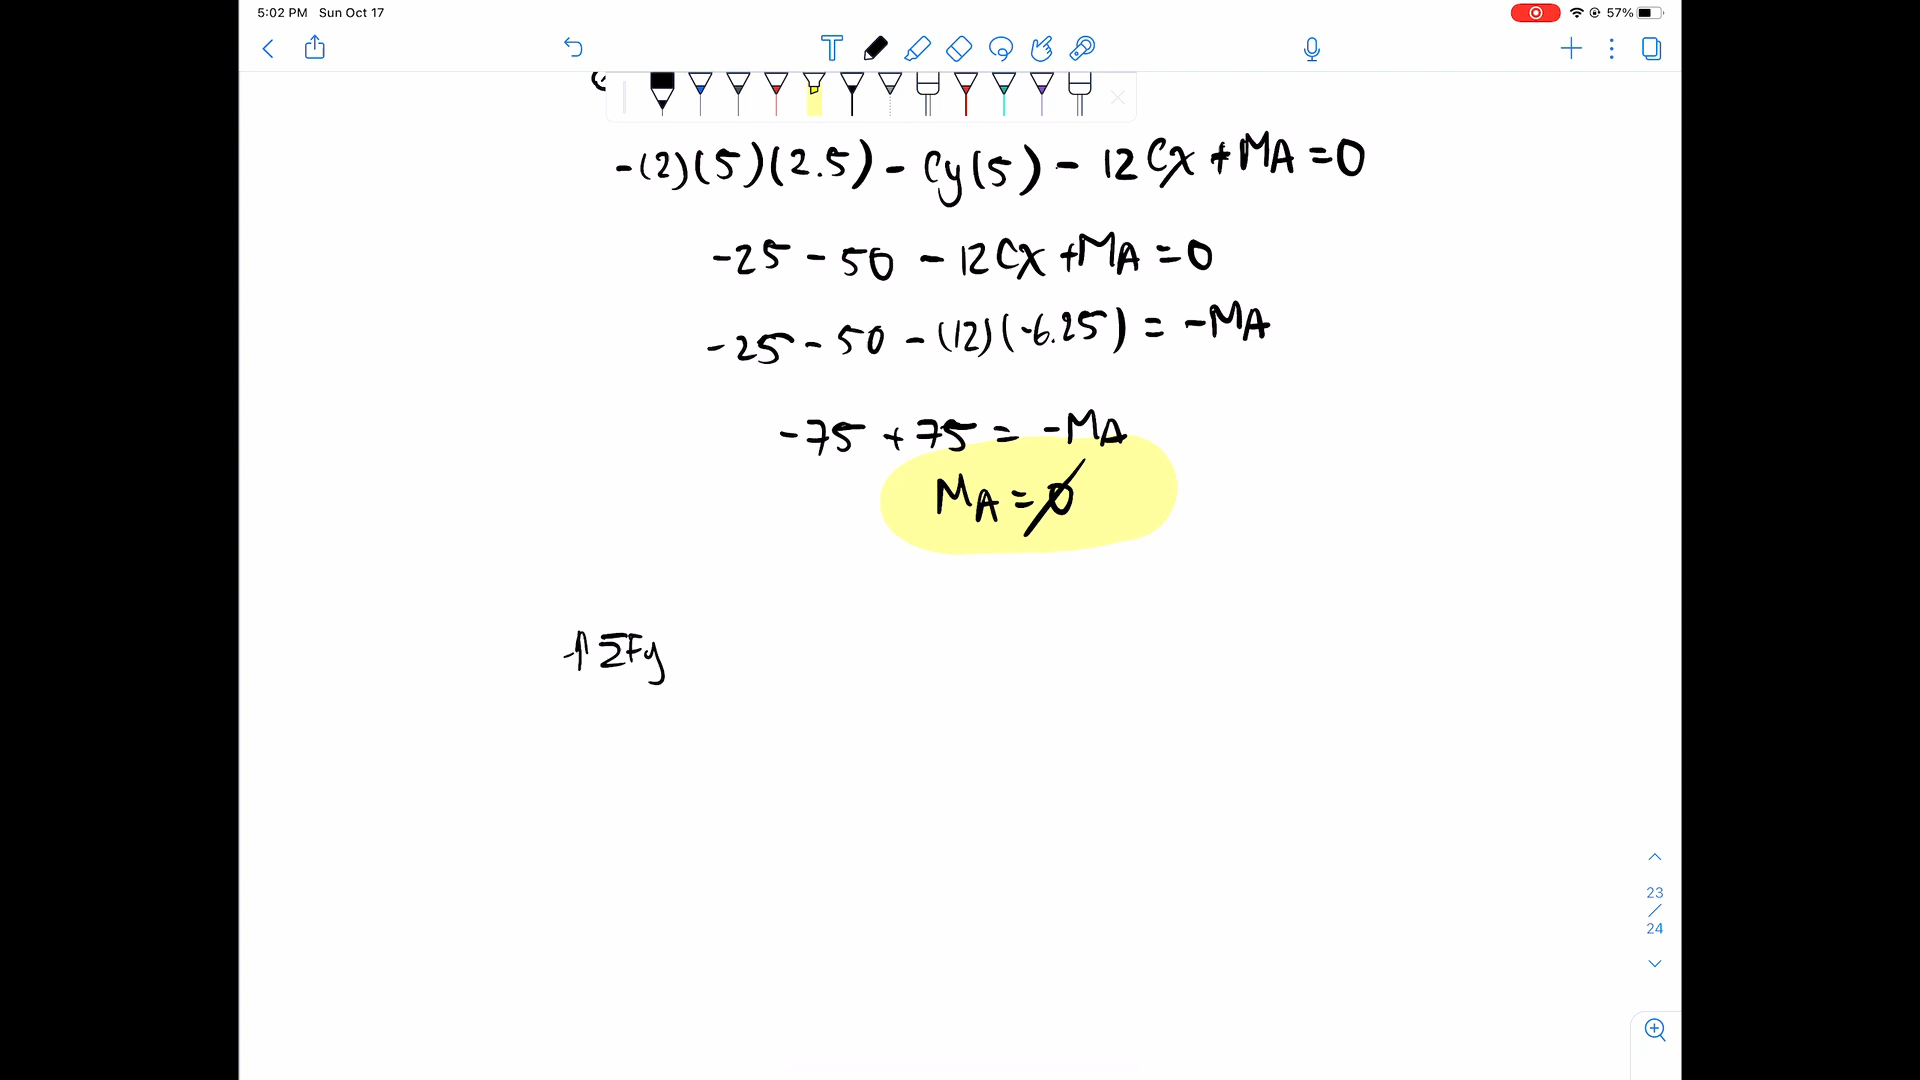 5:02 PM Sun Oct 17
57%
T
-(2)(5)(2.5) - Cy(5) - 12Cx + MA = 0
-25 - 50 - 12Cx + MA = 0
-25 - 50 - (12)(-6.25) = -MA
-75 + 75 = -MA
MA = 0
+↑ ΣFy
23
/
24